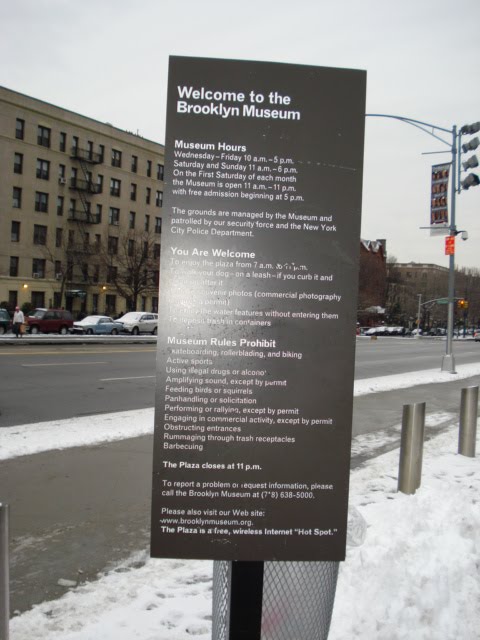 Welcome to the
Brooklyn Museum
Museum Hours
Wednesday–Friday 10 a.m.–5 p.m.
Saturday and Sunday 11 a.m.–6 p.m.
On the First Saturday of each month
the Museum is open 11 a.m.–11 p.m.
with free admission beginning at 5 p.m.
The grounds are managed by the Museum and
patrolled by our security force and the New York
City Police Department.
You Are Welcome
To enjoy the plaza from 7 a.m. to p.m.
your dog–on a leash–if you curb it and
after it
photos (commercial photography
permit)
the water features without entering them
trash in containers
Museum Rules Prohibit
Skateboarding, rollerblading, and biking
Active sports
Using illegal drugs or alcohol
Amplifying sound, except by permit
Feeding birds or squirrels
Panhandling or solicitation
Performing or rallying, except by permit
Engaging in commercial activity, except by permit
Obstructing entrances
Rummaging through trash receptacles
Barbecuing
The Plaza closes at 11 p.m.
To report a problem or request information, please
call the Brooklyn Museum at (7*8) 638-5000.
Please also visit our Web site:
www.brooklynmuseum.org.
The Plaza is a free, wireless Internet "Hot Spot."